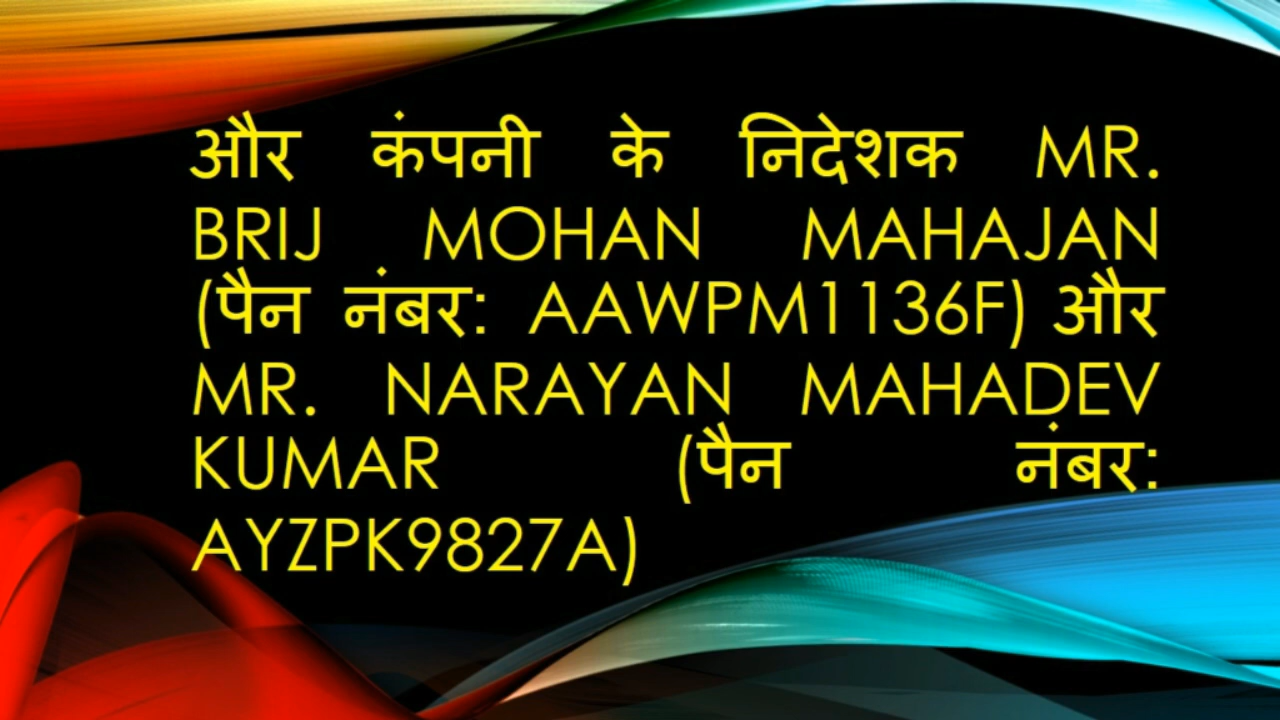 और कंपनी के निदेशक MR.
BRIJ MOHAN MAHAJAN
(पैन नंबर: AAWPM1136F) और
MR. NARAYAN MAHADEV
KUMAR (पैन नंबर:
AYZPK9827A)